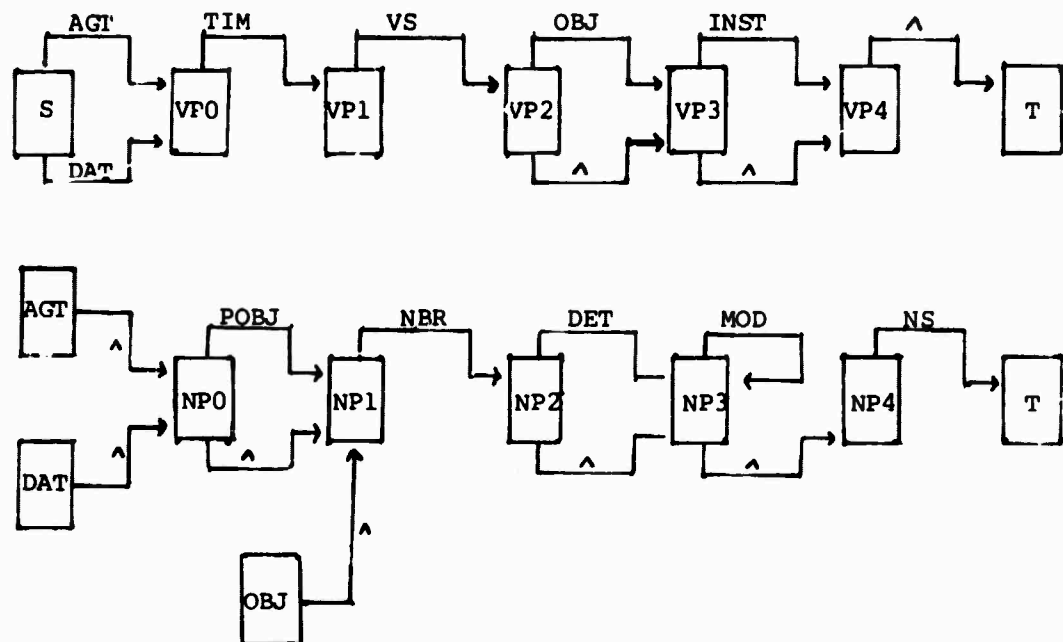 AGT TIM VS OBJ INST ^
S VF0 VP1 VP2 VP3 VP4 T
DAT ^ ^
AGT POBJ NBR DET MOD NS
^
NP0 NP1 NP2 NP3 NP4 T
DAT ^ ^ ^ ^
^
OBJ